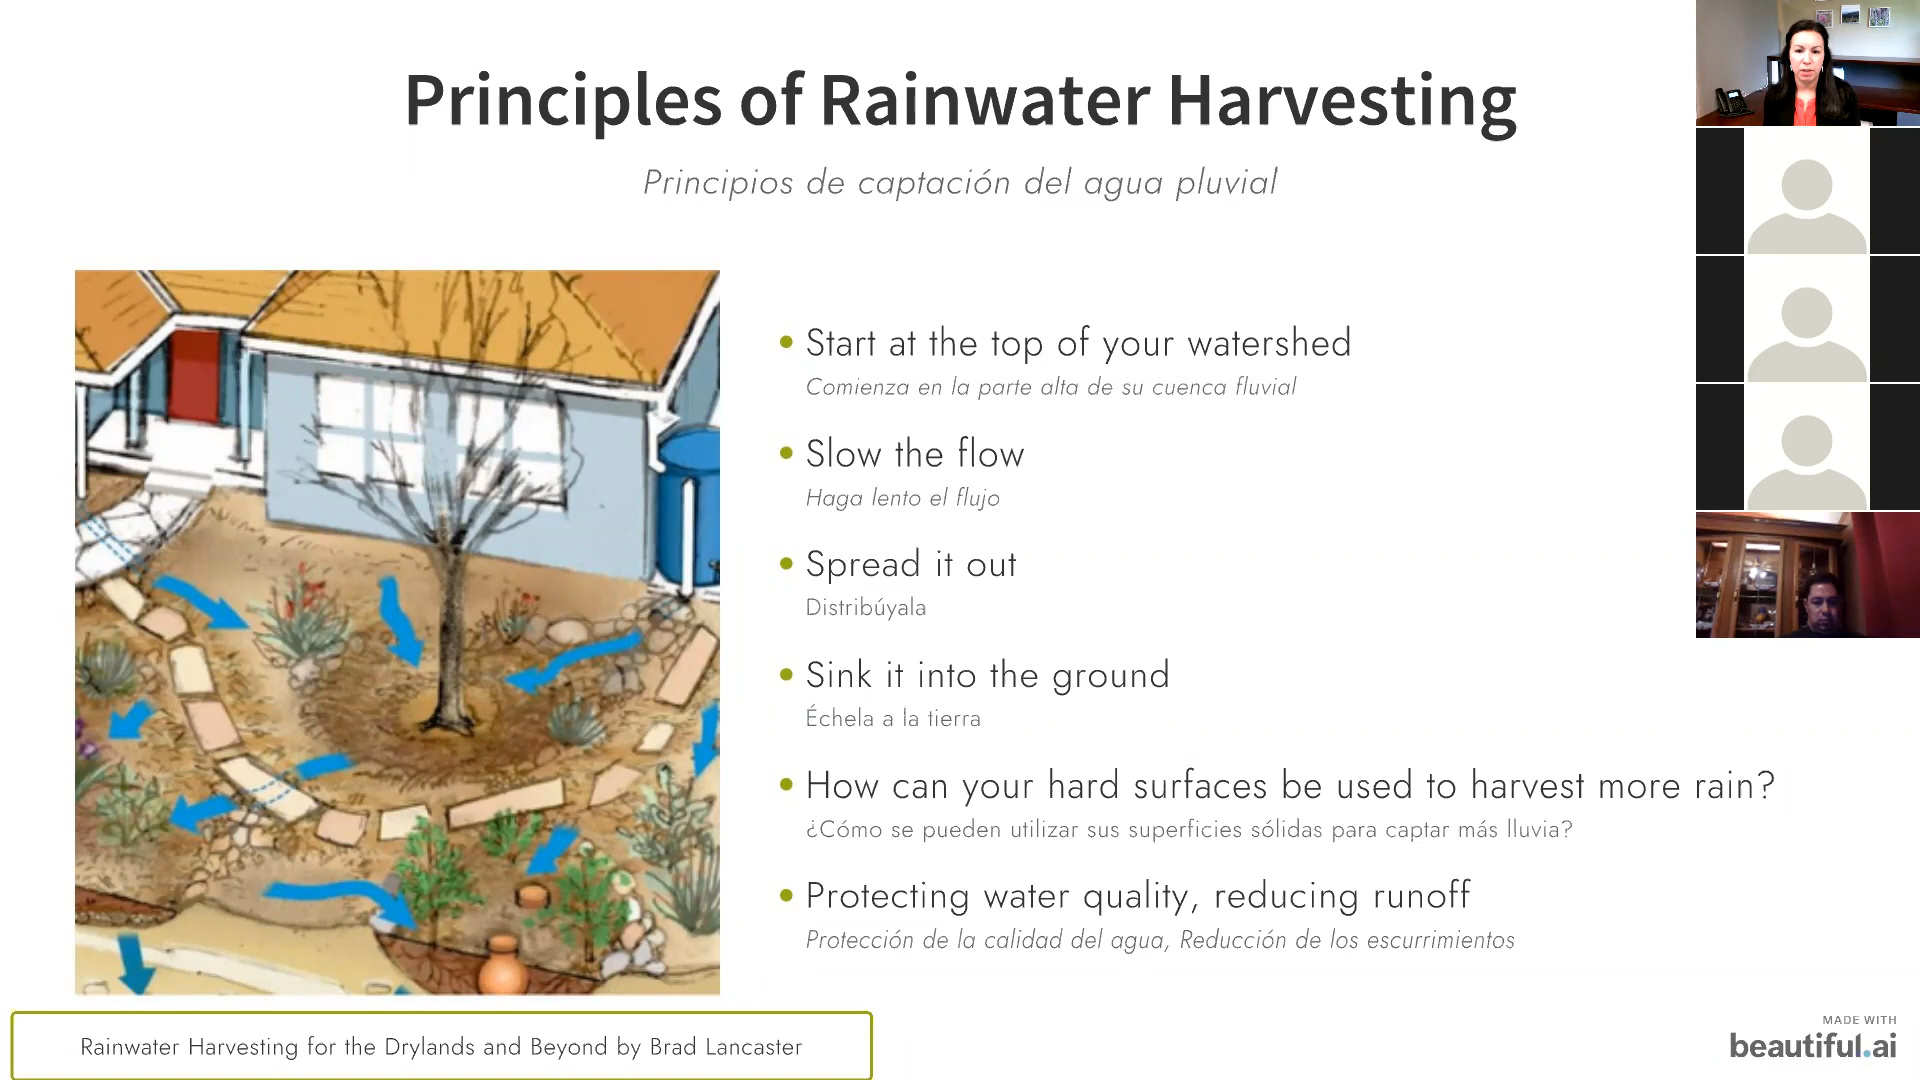 Principles of Rainwater Harvesting
Principios de captación del agua pluvial
• Start at the top of your watershed
Comienza en la parte alta de su cuenca fluvial
• Slow the flow
Haga lento el flujo
• Spread it out
Distribúyala
• Sink it into the ground
Échela a la tierra
• How can your hard surfaces be used to harvest more rain?
¿Cómo se pueden utilizar sus superficies sólidas para captar más lluvia?
• Protecting water quality, reducing runoff
Protección de la calidad del agua, Reducción de los escurrimientos
Rainwater Harvesting for the Drylands and Beyond by Brad Lancaster
MADE WITH
beautiful.ai